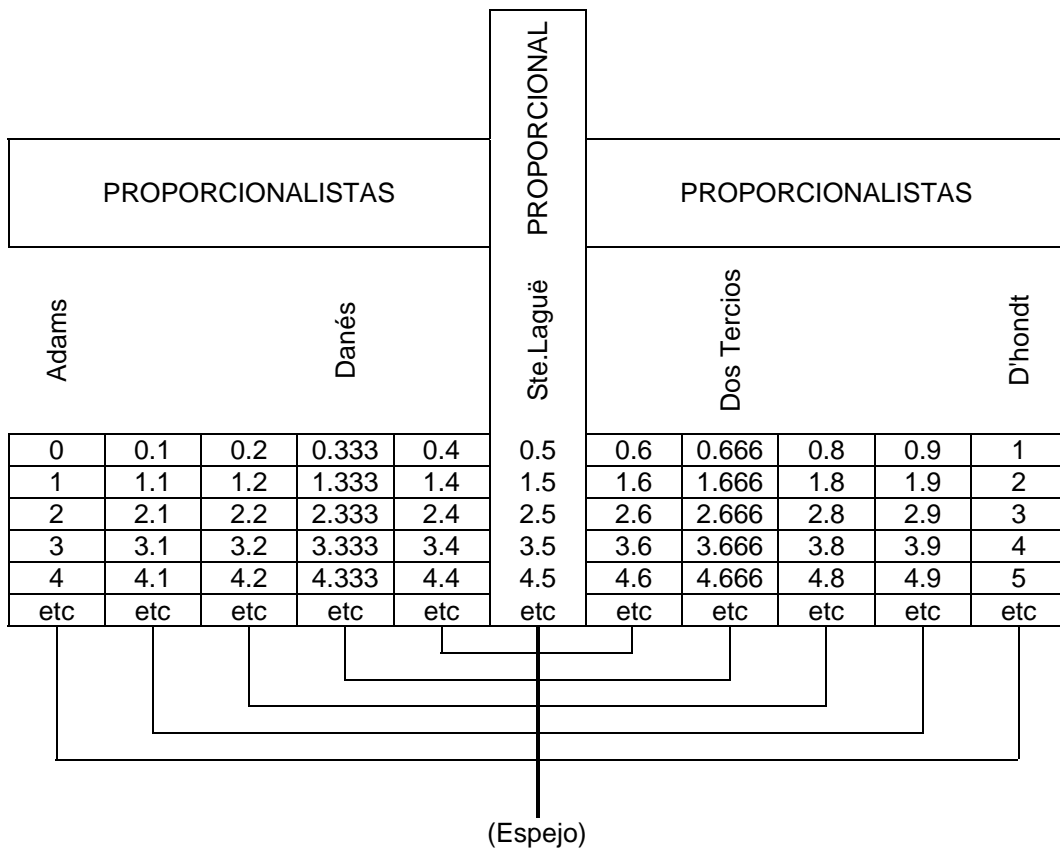 PROPORCIONAL
PROPORCIONALISTAS PROPORCIONALISTAS
Adams Danés Ste.Laguë Dos Tercios D'hondt
0 0.1 0.2 0.333 0.4 0.5 0.6 0.666 0.8 0.9 1
1 1.1 1.2 1.333 1.4 1.5 1.6 1.666 1.8 1.9 2
2 2.1 2.2 2.333 2.4 2.5 2.6 2.666 2.8 2.9 3
3 3.1 3.2 3.333 3.4 3.5 3.6 3.666 3.8 3.9 4
4 4.1 4.2 4.333 4.4 4.5 4.6 4.666 4.8 4.9 5
etc etc etc etc etc etc etc etc etc etc etc
(Espejo)